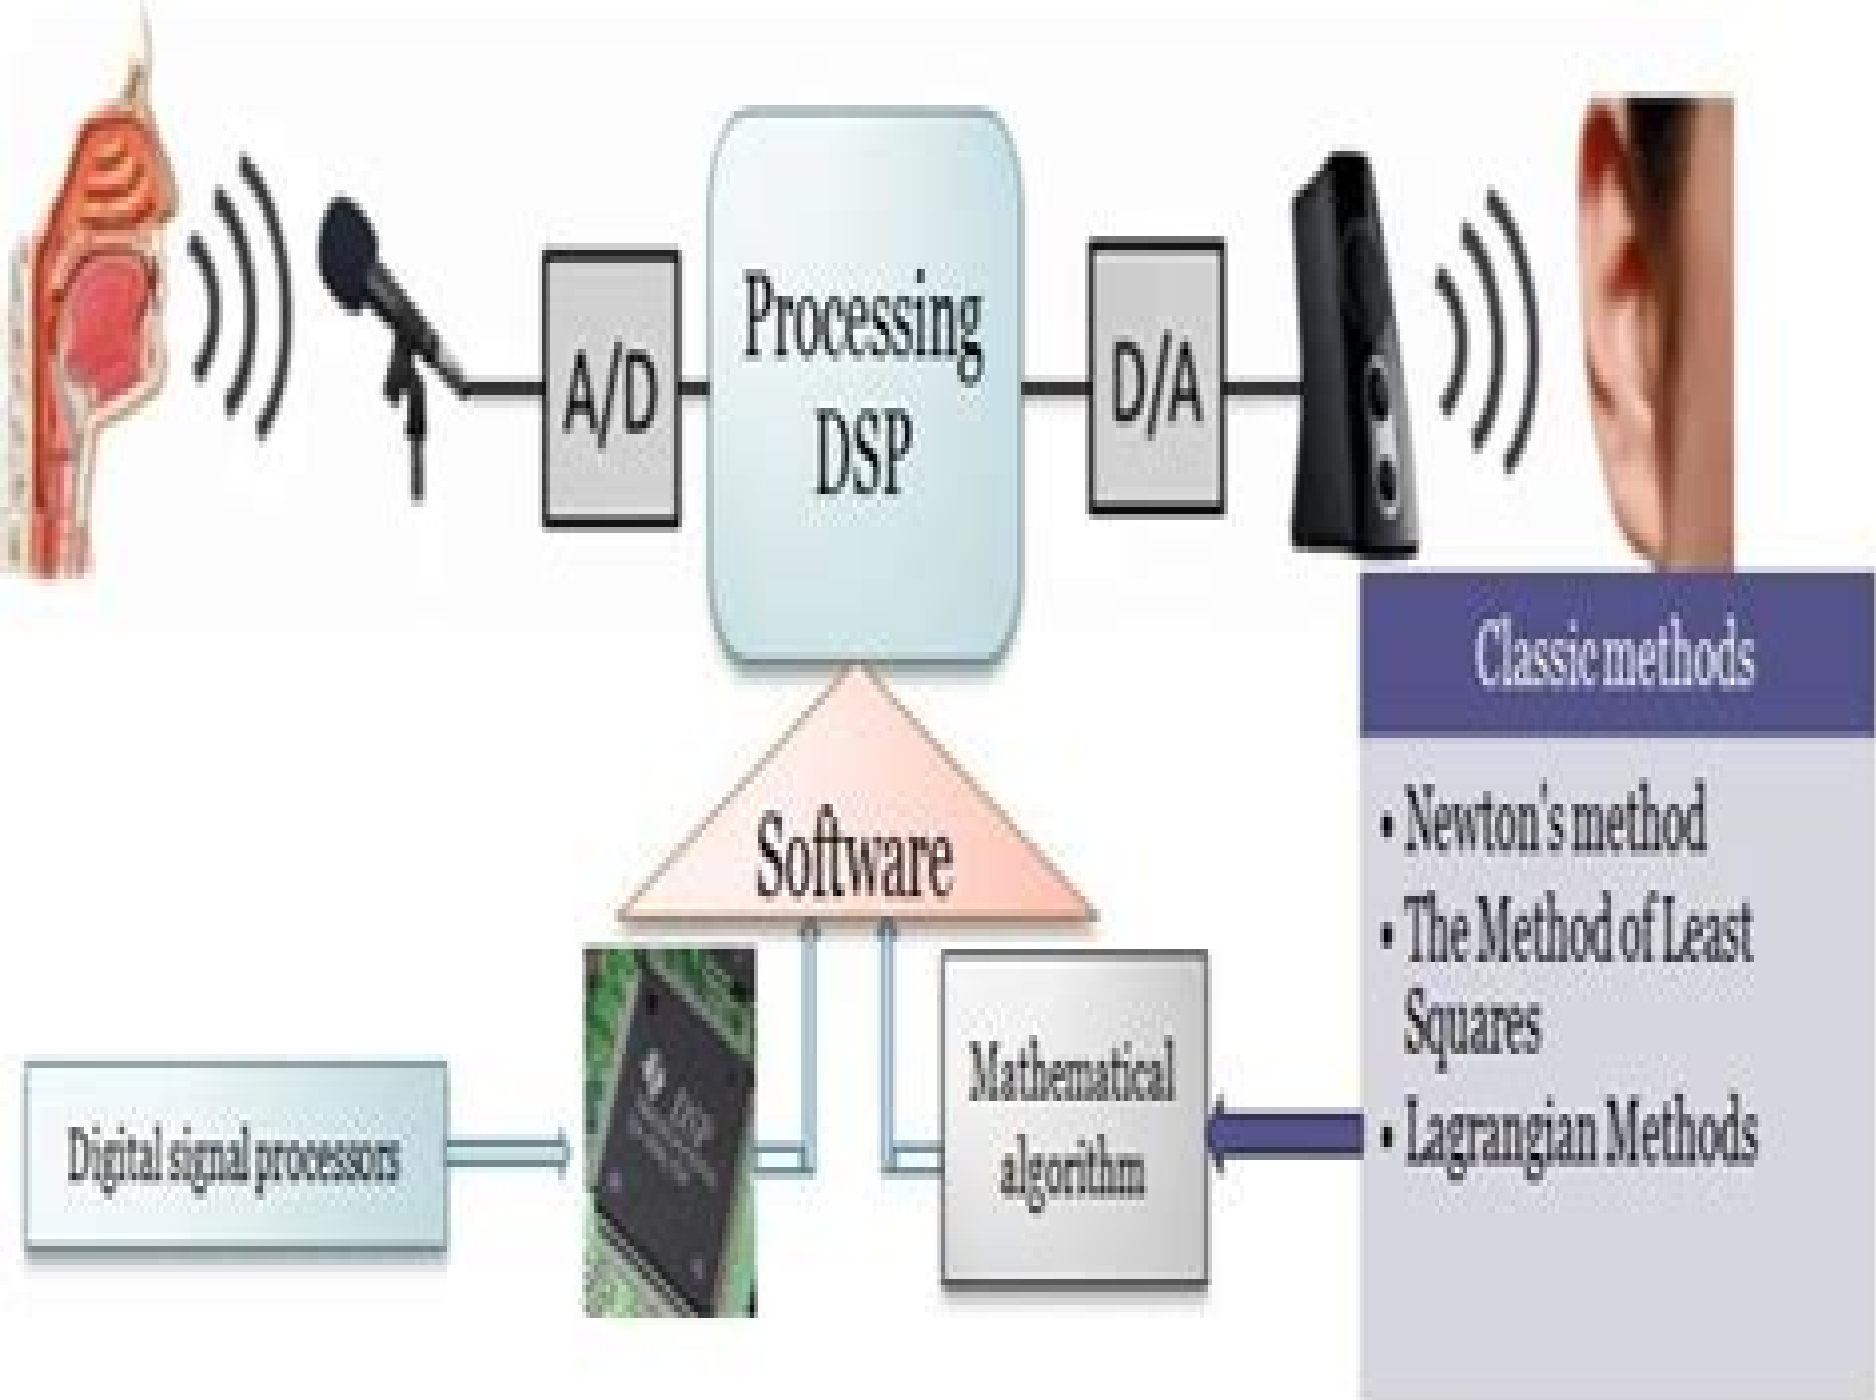 A/D
Processing
DSP
D/A
Classic methods
• Newton's method
• The Method of Least
Squares
• Lagrangian Methods
Software
Digital signal processors
Mathematical
algorithm